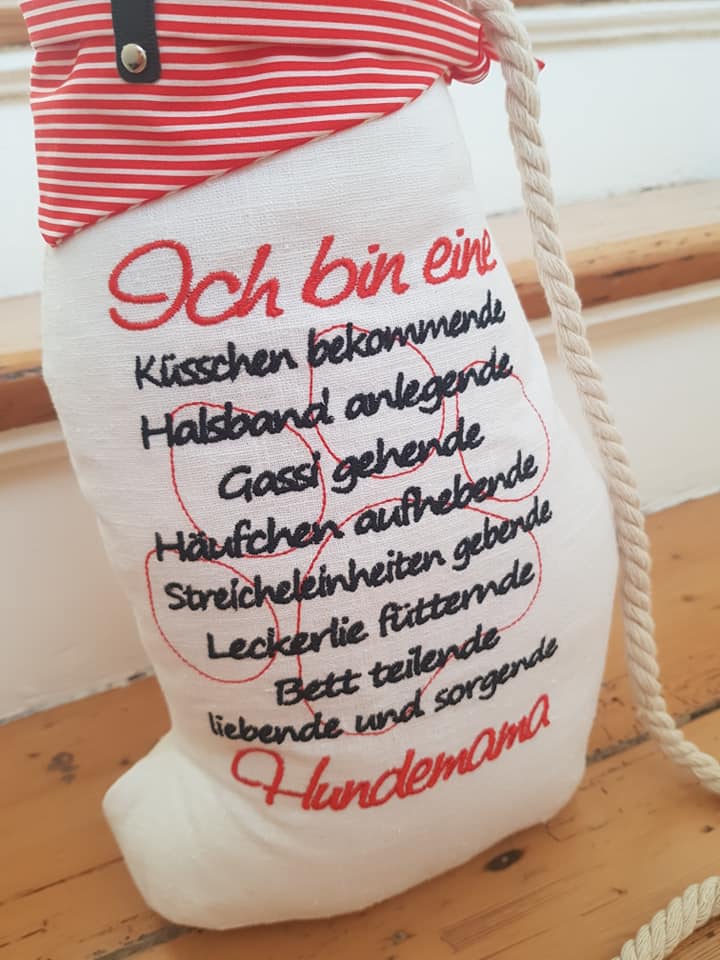 Ich bin eine
Küsschen bekommende
Halsband anlegende
Gassi gehende
Häufchen aufhebende
Streicheleinheiten gebende
Leckerlie fütternde
Bett teilende
liebende und sorgende
Hundemama